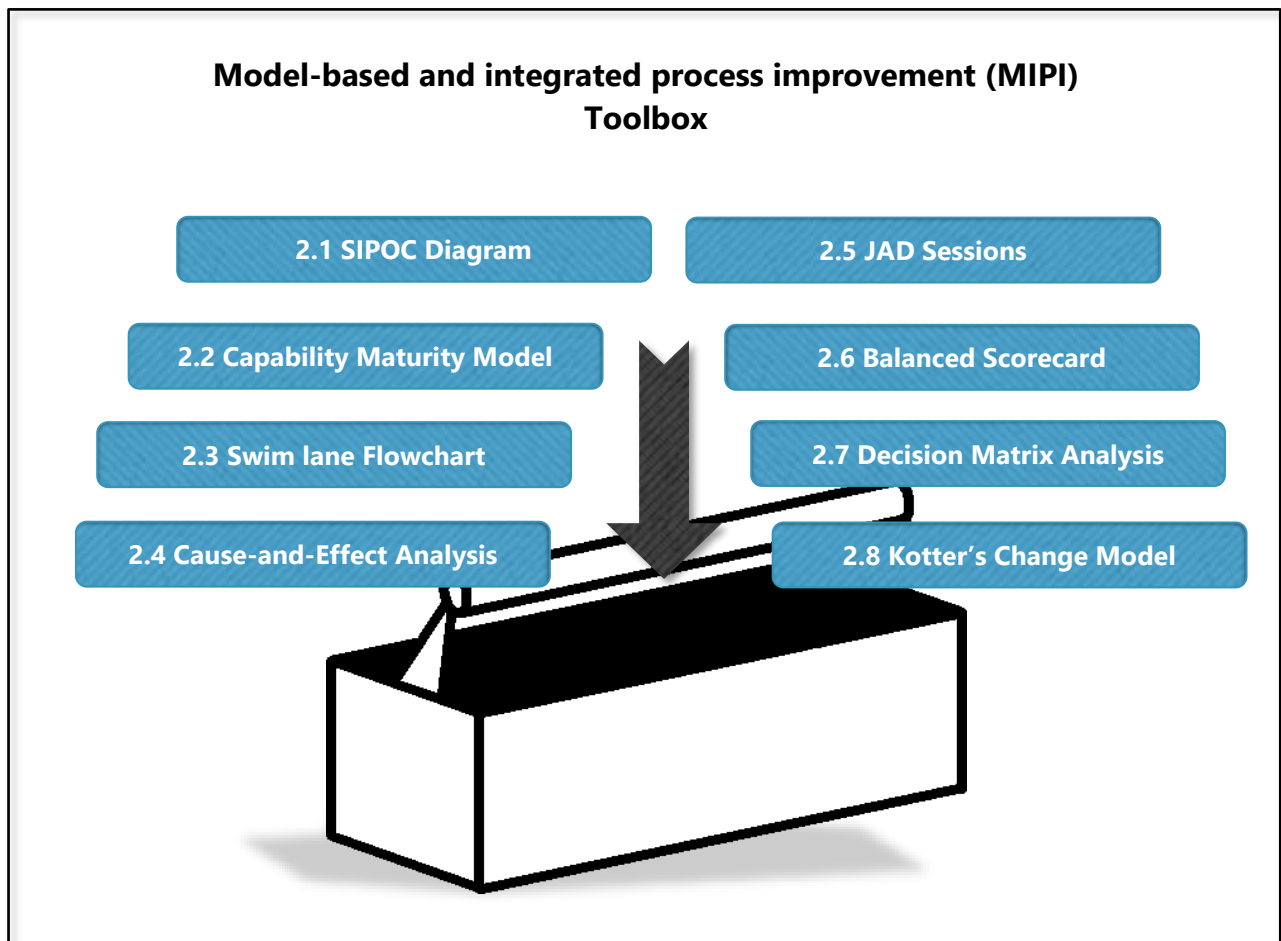 Model-based and integrated process improvement (MIPI)
Toolbox
2.1 SIPOC Diagram
2.5 JAD Sessions
2.2 Capability Maturity Model
2.6 Balanced Scorecard
2.3 Swim lane Flowchart
2.7 Decision Matrix Analysis
2.4 Cause-and-Effect Analysis
2.8 Kotter’s Change Model